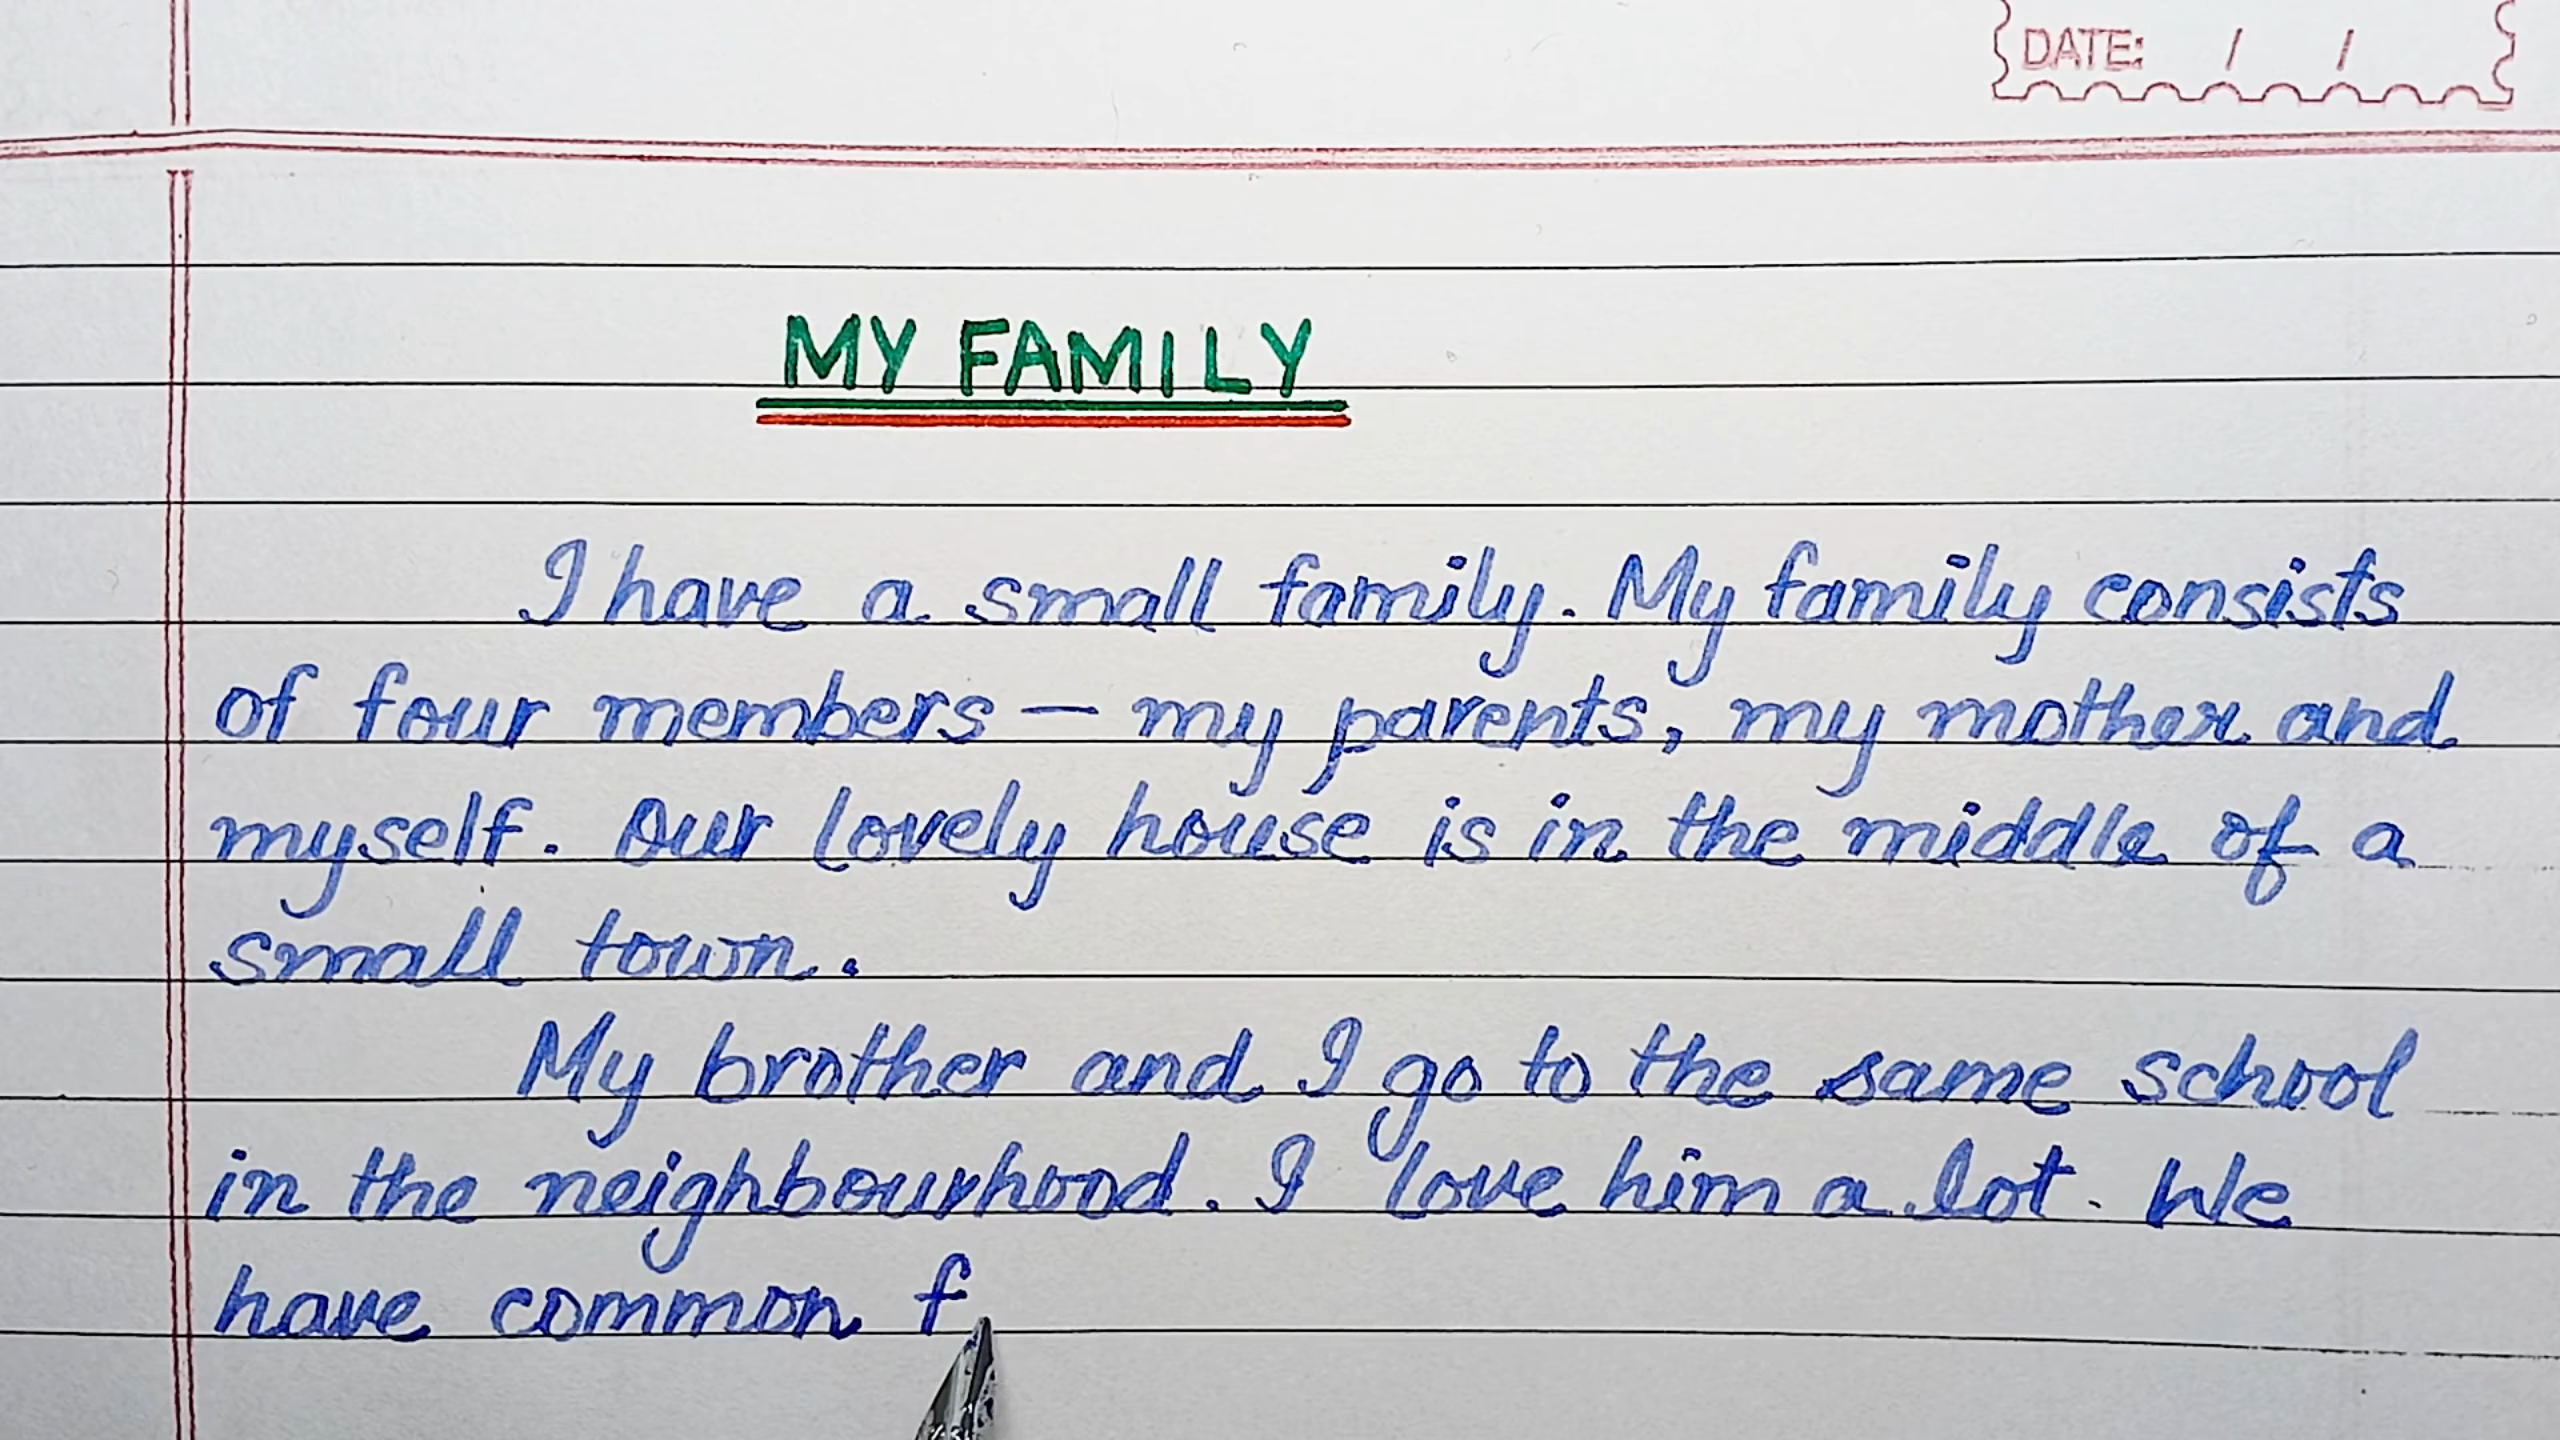 DATE: / /
MY FAMILY
I have a small family. My family consists
of four members — my parents, my mother and
myself. Our lovely house is in the middle of a
small town.
My brother and I go to the same school
in the neighbourhood. I love him a lot. We
have common f